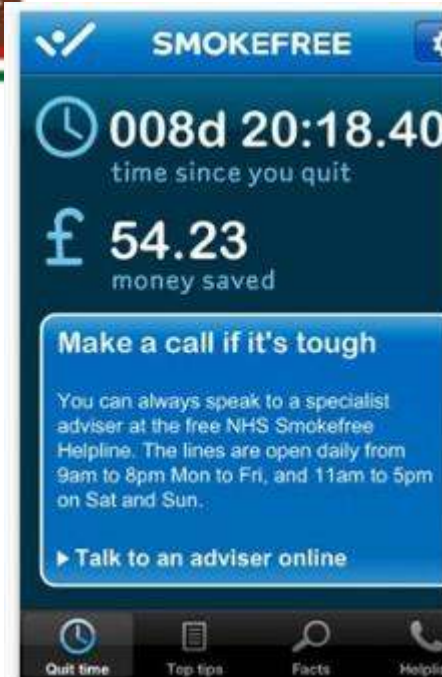 SMOKEFREE
008d 20:18.40
time since you quit
£ 54.23
money saved
Make a call if it's tough
You can always speak to a specialist
adviser at the free NHS Smokefree
Helpline. The lines are open daily from
9am to 8pm Mon to Fri, and 11am to 5pm
on Sat and Sun.
Talk to an adviser online
Quit time Top tips Facts